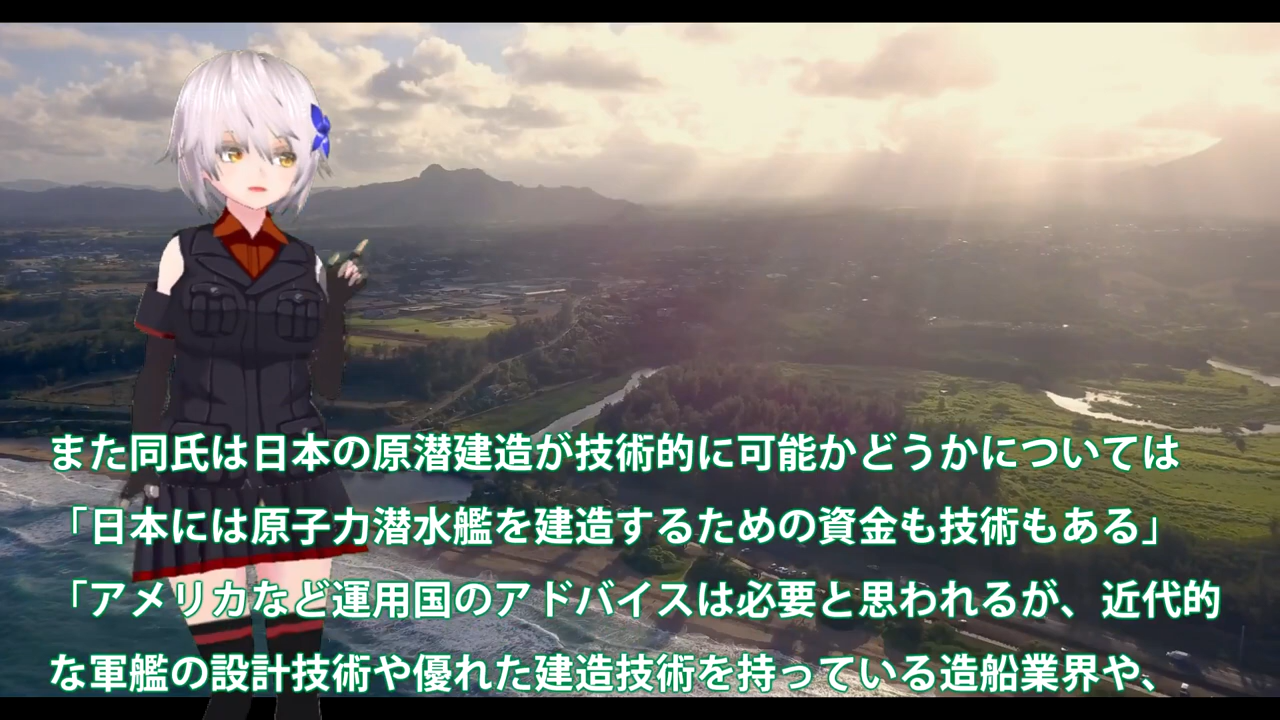 また同氏は日本の原潜建造が技術的に可能かどうかについては
「日本には原子力潜水艦を建造するための資金も技術もある」
「アメリカなど運用国のアドバイスは必要と思われるが、近代的
な軍艦の設計技術や優れた建造技術を持っている造船業界や、